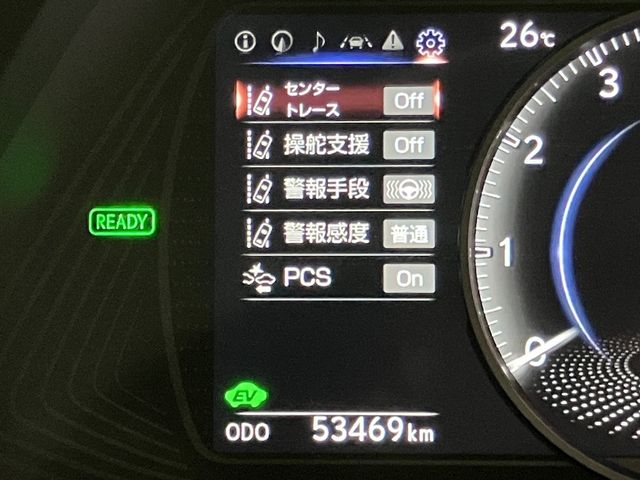 26℃
センター
トレース Off
操舵支援 Off
警報手段
警報感度 普通
PCS On
READY
EV
ODO 53469km
3
2
1
0